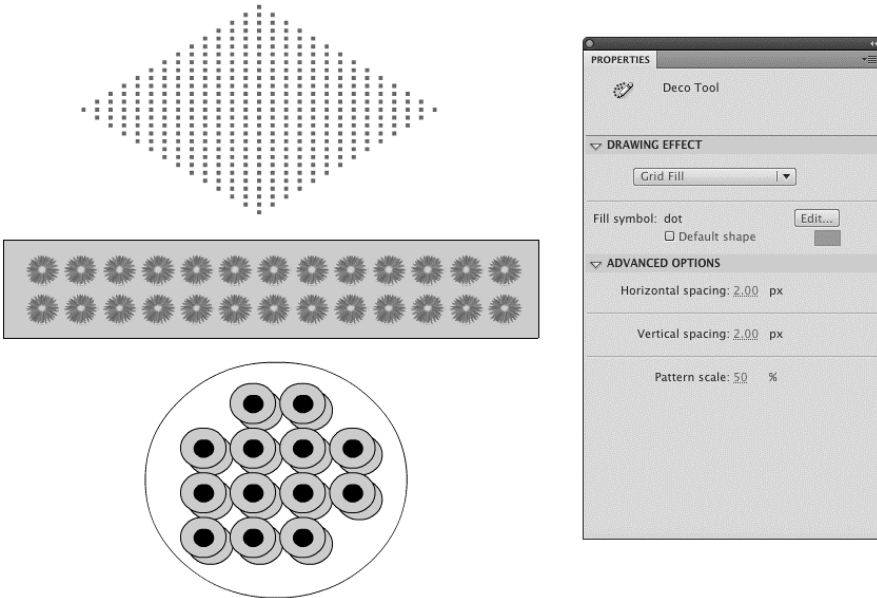 PROPERTIES
Deco Tool
DRAWING EFFECT
Grid Fill
Fill symbol: dot Edit...
Default shape
ADVANCED OPTIONS
Horizontal spacing: 2.00 px
Vertical spacing: 2.00 px
Pattern scale: 50 %